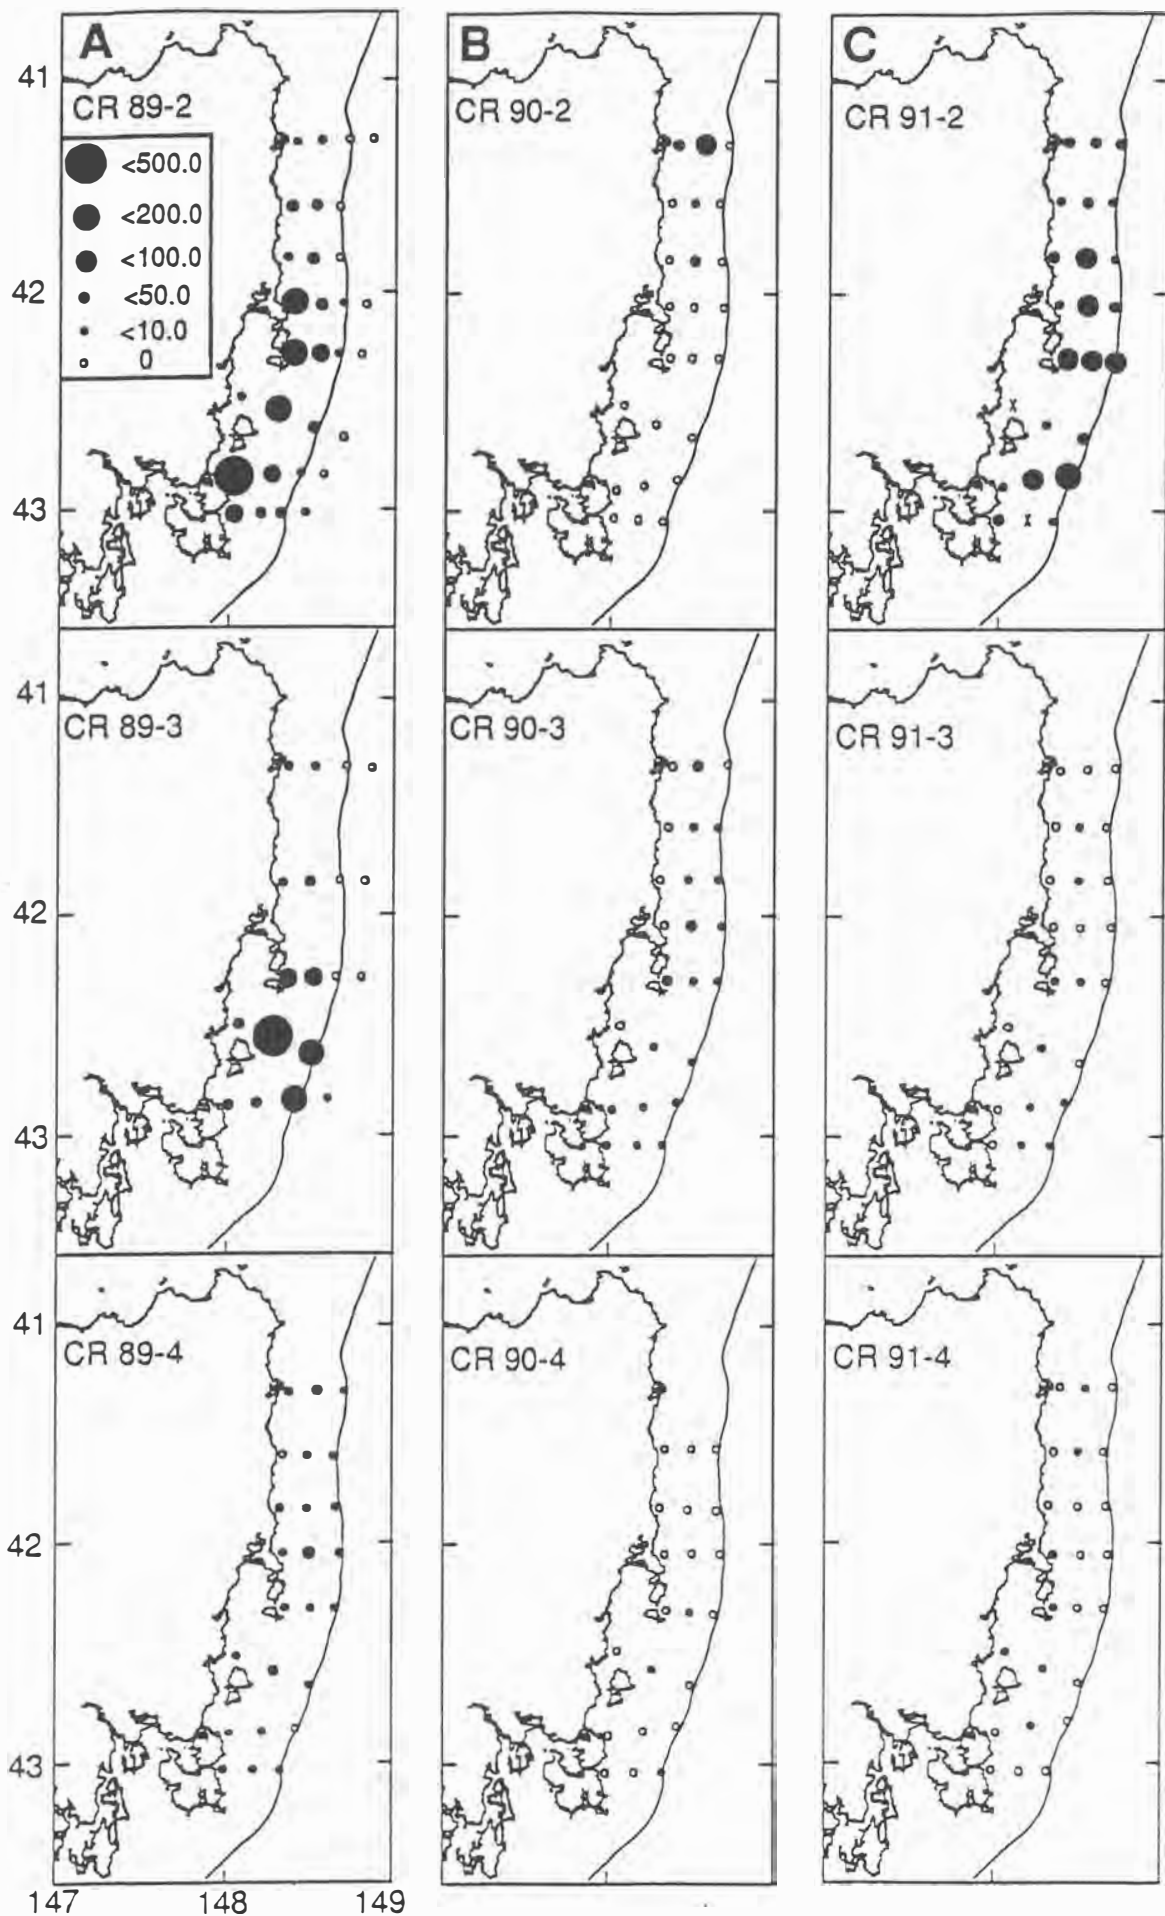 A
B
C
41
CR 89-2
CR 90-2
CR 91-2
<500.0
<200.0
<100.0
<50.0
<10.0
0
42
x
43
x
41
CR 89-3
CR 90-3
CR 91-3
42
43
41
CR 89-4
CR 90-4
CR 91-4
42
43
147
148
149